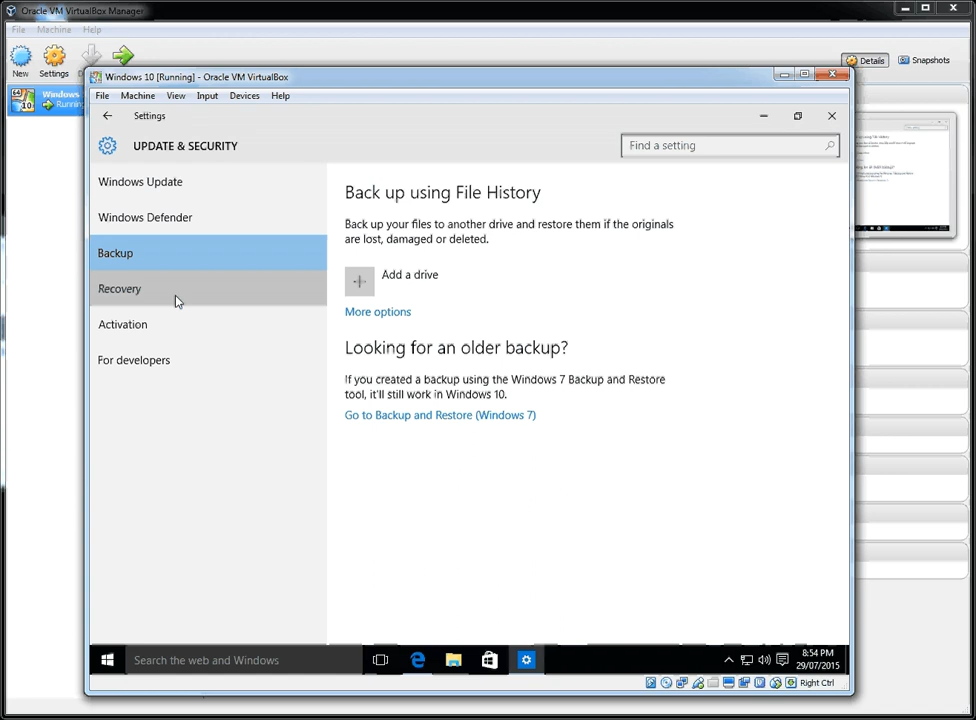 Oracle VM VirtualBox Manager
File Machine Help
New Settings
Details Snapshots
Windows
Running
Windows 10 [Running] - Oracle VM VirtualBox
File Machine View Input Devices Help
Settings
UPDATE & SECURITY
Find a setting
Windows Update
Windows Defender
Backup
Recovery
Activation
For developers
Back up using File History
Back up your files to another drive and restore them if the originals
are lost, damaged or deleted.
Add a drive
More options
Looking for an older backup?
If you created a backup using the Windows 7 Backup and Restore
tool, it'll still work in Windows 10.
Go to Backup and Restore (Windows 7)
Search the web and Windows
8:54 PM
29/07/2015
Right Ctrl